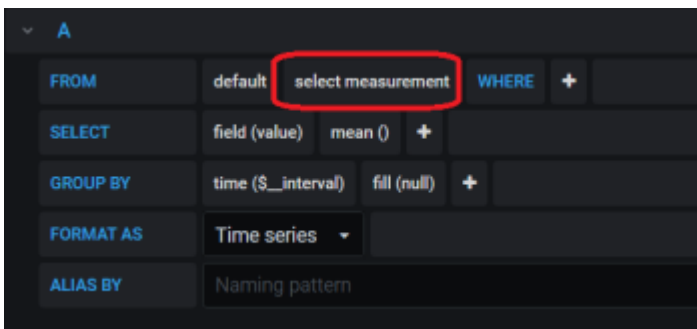 A
FROM default select measurement WHERE +
SELECT field (value) mean () +
GROUP BY time ($__interval) fill (null) +
FORMAT AS Time series
ALIAS BY Naming pattern